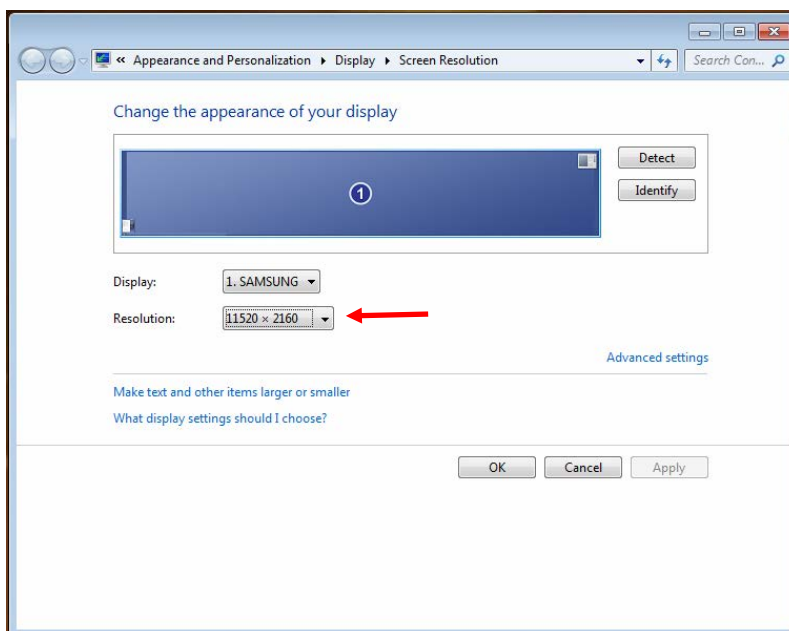 « Appearance and Personalization ▸ Display ▸ Screen Resolution Search Con...
Change the appearance of your display
1
Detect
Identify
Display: 1. SAMSUNG
Resolution: 11520 × 2160
Advanced settings
Make text and other items larger or smaller
What display settings should I choose?
OK Cancel Apply